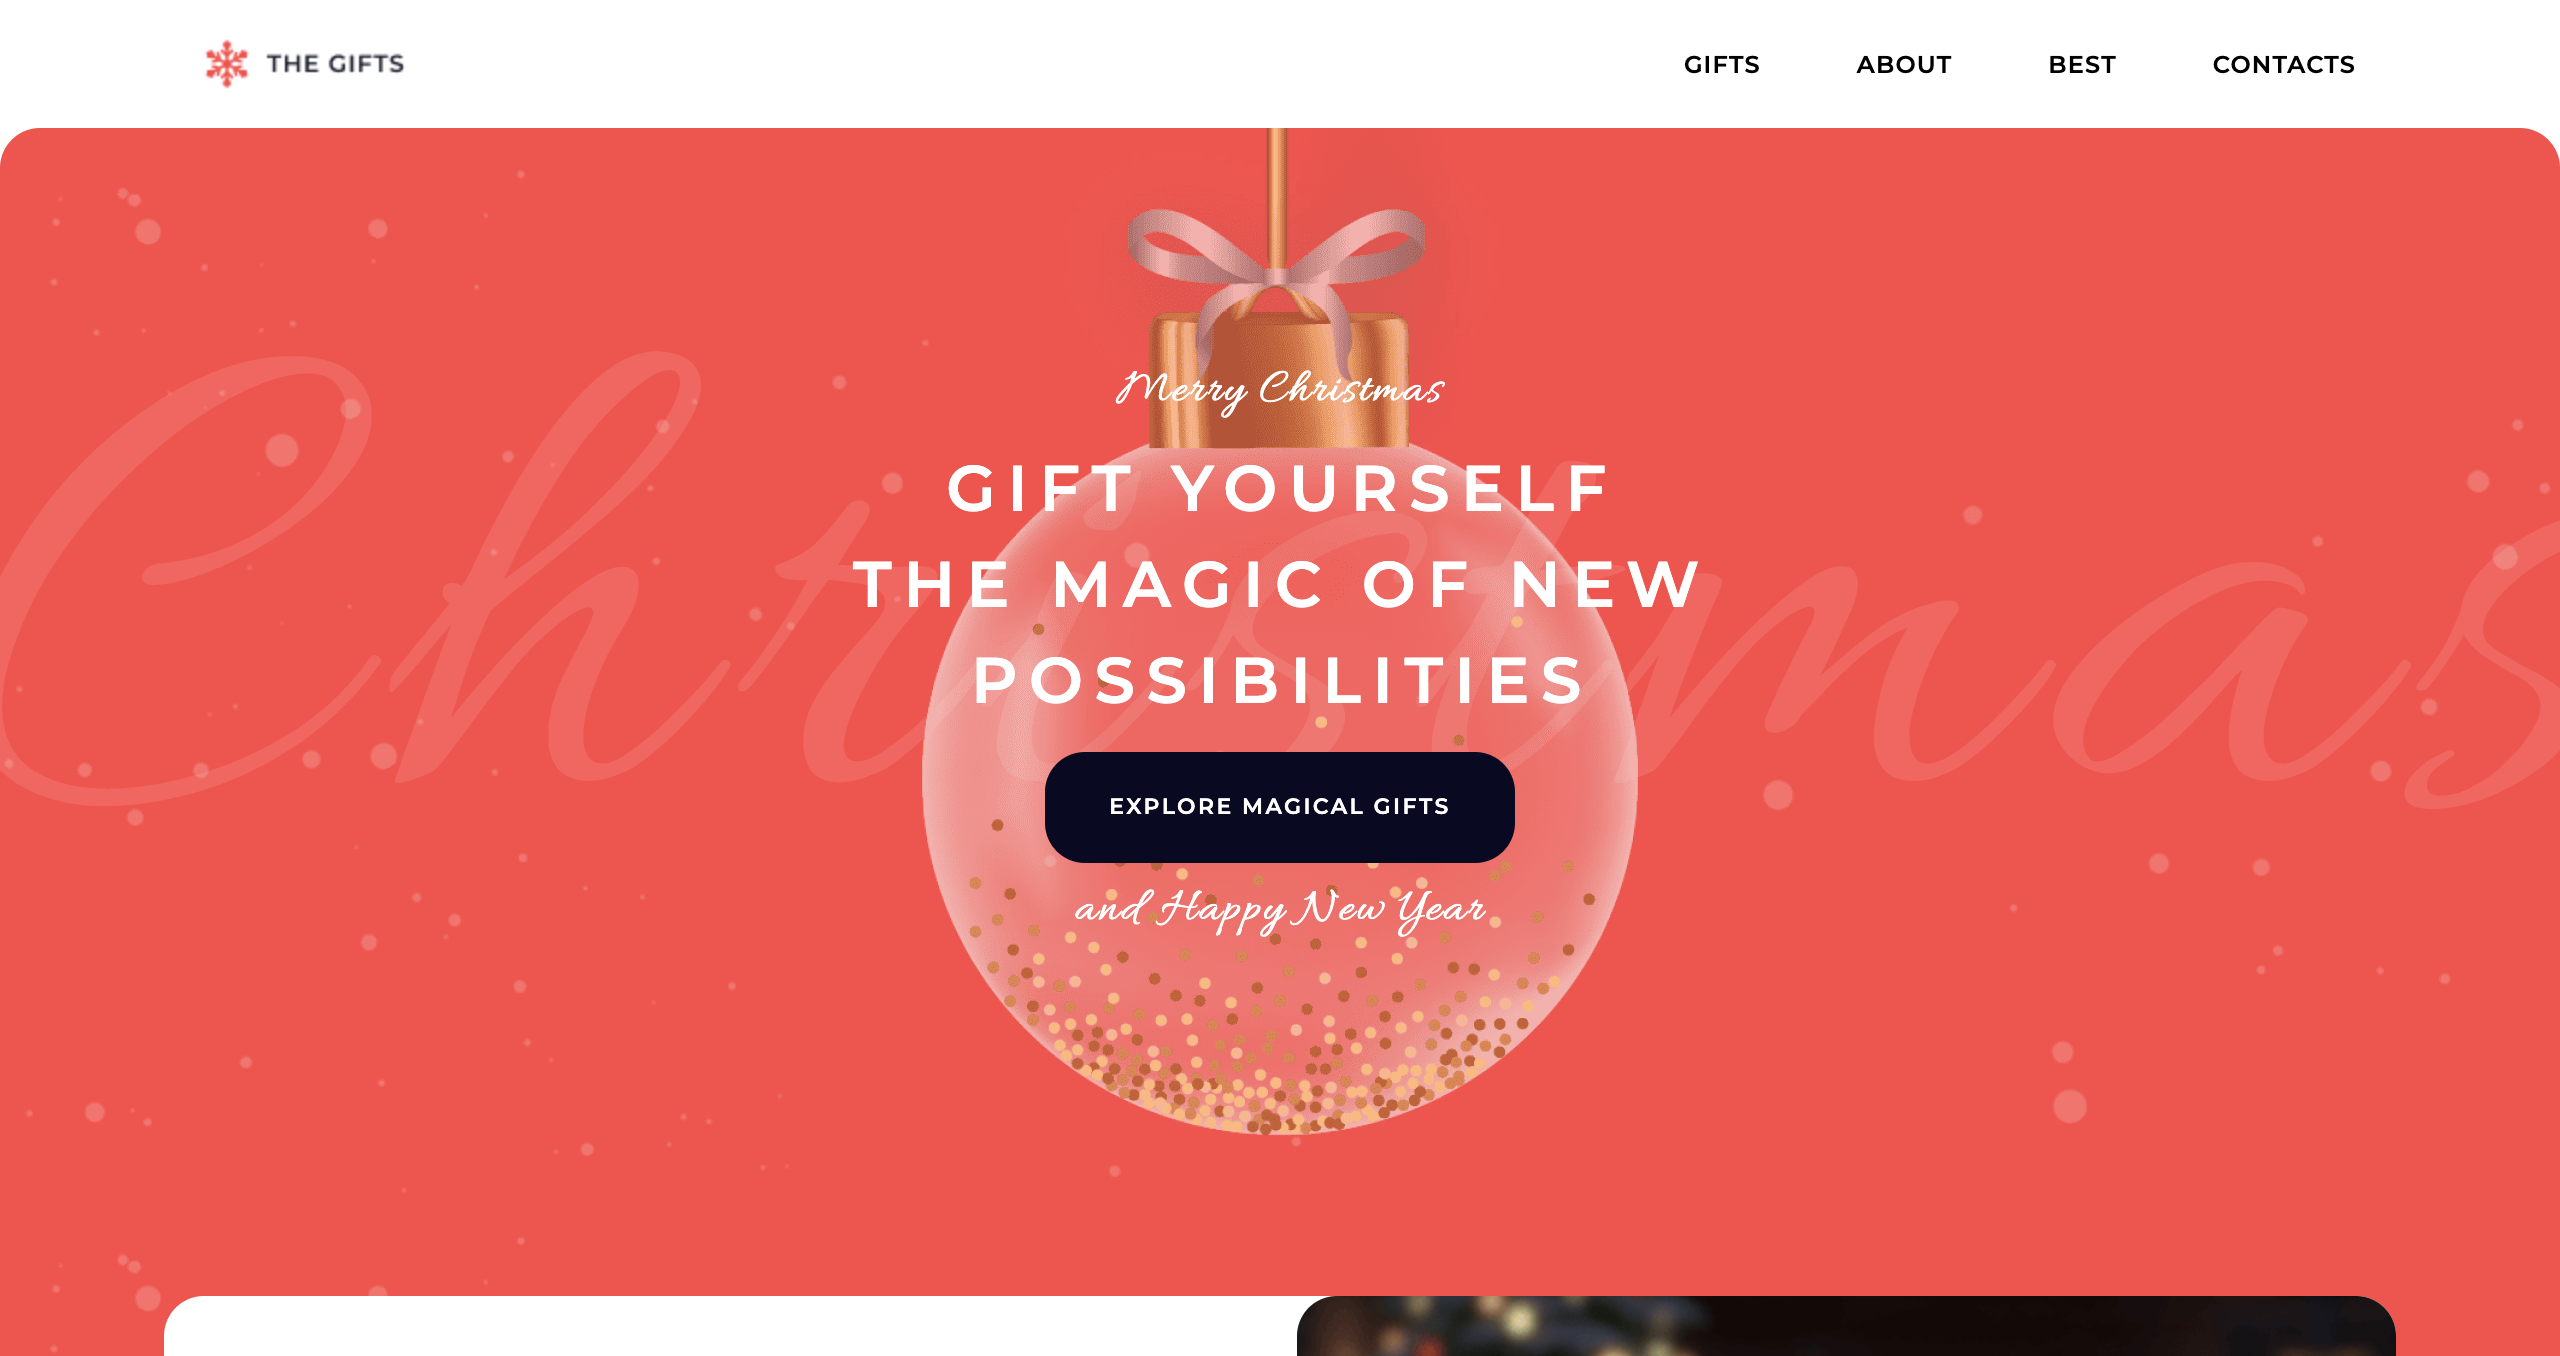 THE GIFTS
GIFTS ABOUT BEST CONTACTS
Christmas
Merry Christmas
GIFT YOURSELF
THE MAGIC OF NEW
POSSIBILITIES
EXPLORE MAGICAL GIFTS
and Happy New Year